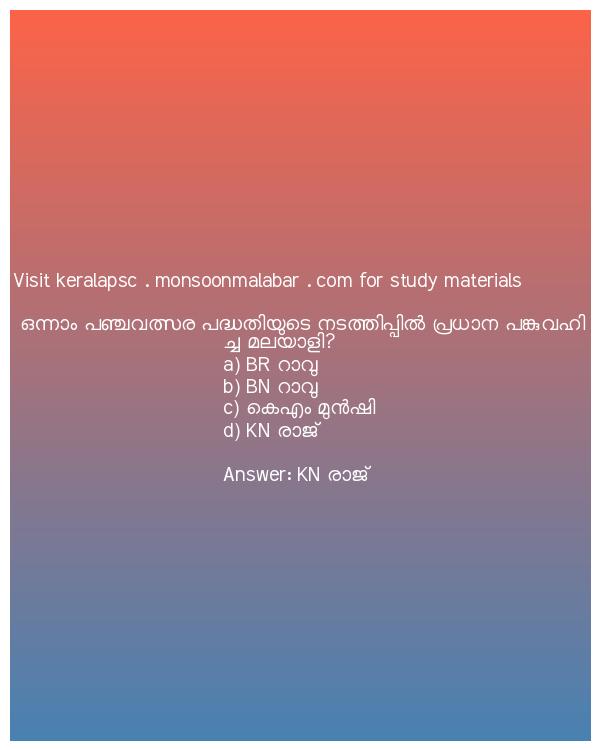 Visit keralapsc . monsoonmalabar . com for study materials
ഒന്നാം പഞ്ചവത്സര പദ്ധതിയുടെ നടത്തിപ്പിൽ പ്രധാന പങ്കുവഹി
ച്ച മലയാളി?
a) BR റാവു
b) BN റാവു
c) കെഎം മുൻഷി
d) KN രാജ്
Answer: KN രാജ്